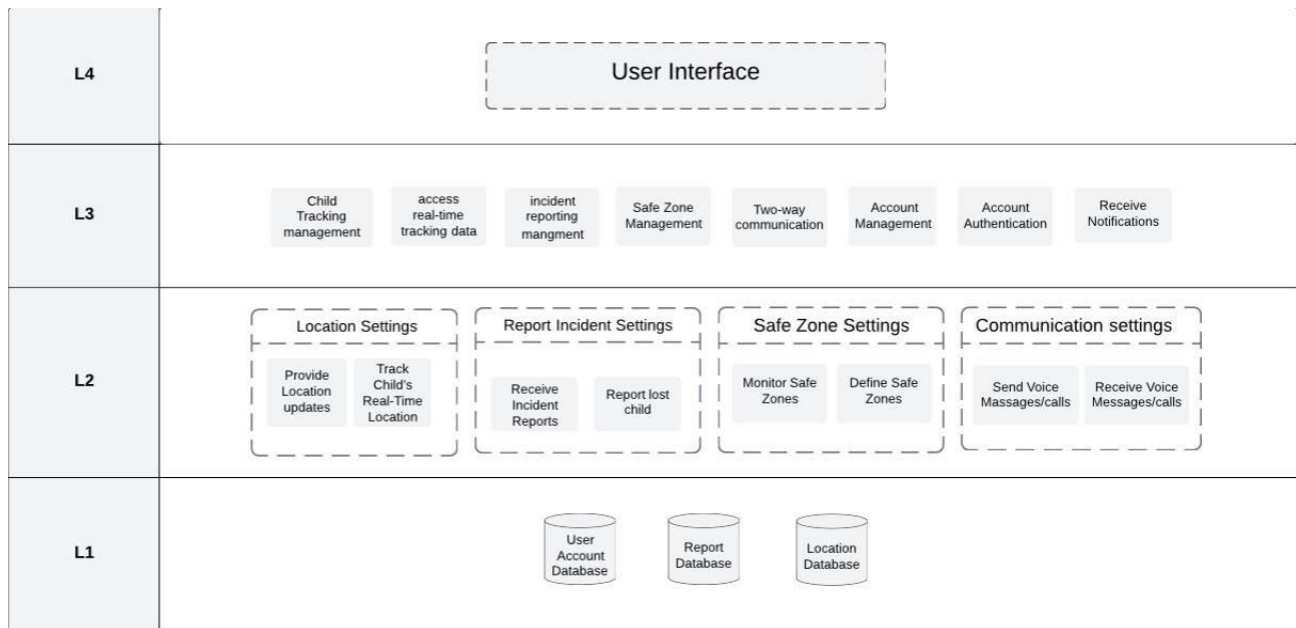 L4
User Interface
L3
Child
Tracking
management
access
real-time
tracking data
incident
reporting
mangment
Safe Zone
Management
Two-way
communication
Account
Management
Account
Authentication
Receive
Notifications
L2
Location Settings
Provide
Location
updates
Track
Child's
Real-Time
Location
Report Incident Settings
Receive
Incident
Reports
Report lost
child
Safe Zone Settings
Monitor Safe
Zones
Define Safe
Zones
Communication settings
Send Voice
Massages/calls
Receive Voice
Messages/calls
L1
User
Account
Database
Report
Database
Location
Database